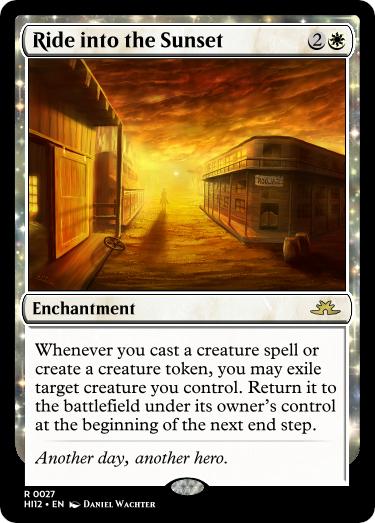 Ride into the Sunset 2
Enchantment
Whenever you cast a creature spell or
create a creature token, you may exile
target creature you control. Return it to
the battlefield under its owner's control
at the beginning of the next end step.
Another day, another hero.
R 0027
HI12 • EN DANIEL WACHTER